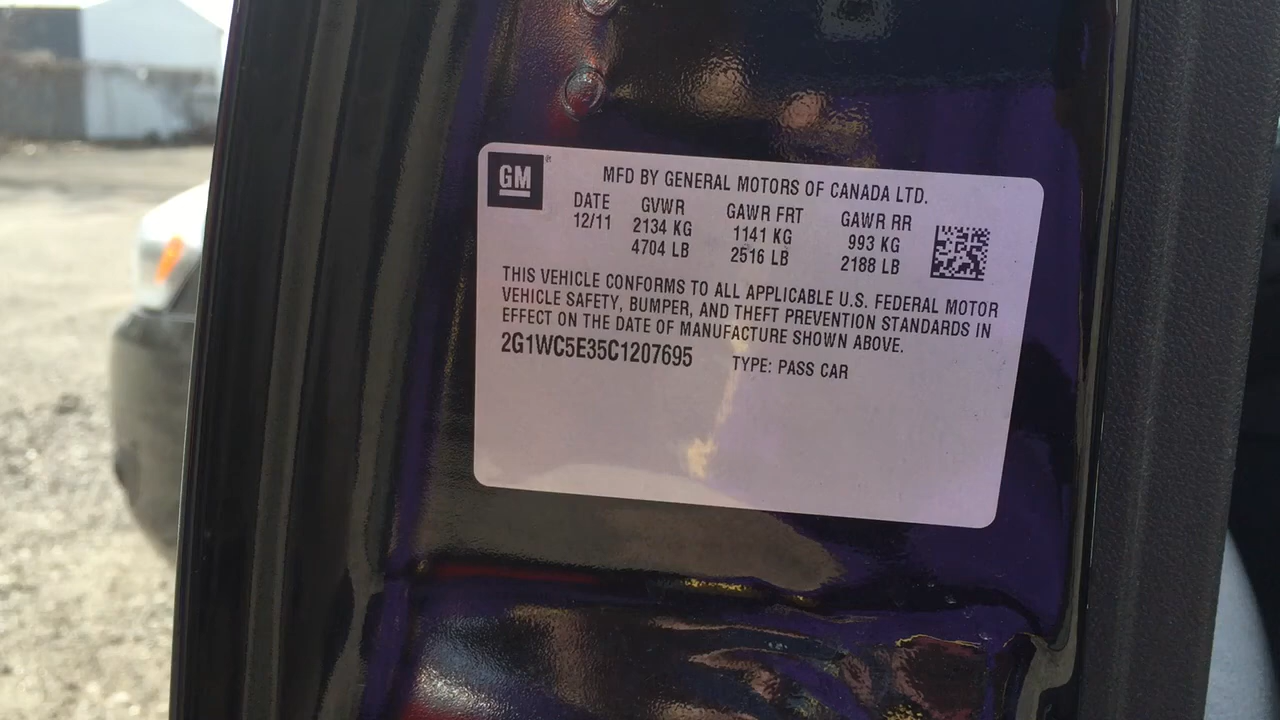 GM®
MFD BY GENERAL MOTORS OF CANADA LTD.
DATE GVWR GAWR FRT GAWR RR
12/11 2134 KG 1141 KG 993 KG
4704 LB 2516 LB 2188 LB
THIS VEHICLE CONFORMS TO ALL APPLICABLE U.S. FEDERAL MOTOR
VEHICLE SAFETY, BUMPER, AND THEFT PREVENTION STANDARDS IN
EFFECT ON THE DATE OF MANUFACTURE SHOWN ABOVE.
2G1WC5E35C1207695 TYPE: PASS CAR